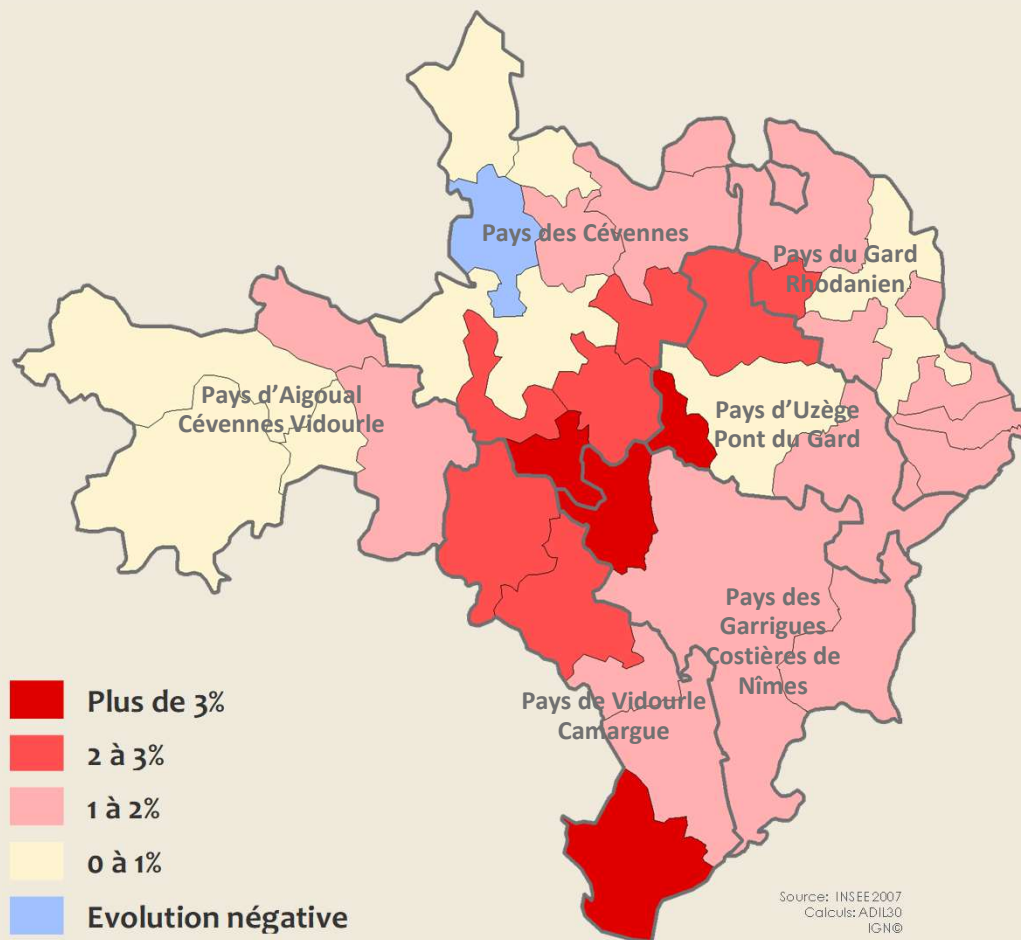 Pays des Cévennes
Pays du Gard
Rhodanien
Pays d'Aigoual
Cévennes Vidourle
Pays d'Uzège
Pont du Gard
Pays des
Garrigues
Costières de
Nîmes
Pays de Vidourle
Camargue
Plus de 3%
2 à 3%
1 à 2%
0 à 1%
Evolution négative
Source: INSEE2007
Calculs: ADIL30
IGN©